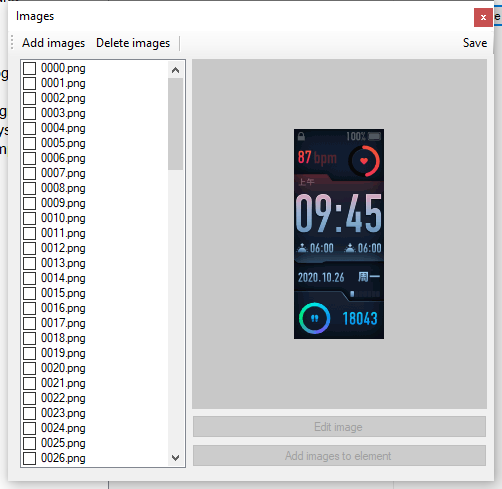 Images
x
Add images Delete images
Save
0000.png
0001.png
0002.png
0003.png
0004.png
0005.png
0006.png
0007.png
0008.png
0009.png
0010.png
0011.png
0012.png
0013.png
0014.png
0015.png
0016.png
0017.png
0018.png
0019.png
0020.png
0021.png
0022.png
0023.png
0024.png
0025.png
0026.png
100%
87 bpm
上午
09:45
06:00 06:00
2020.10.26 周一
18043
Edit image
Add images to element